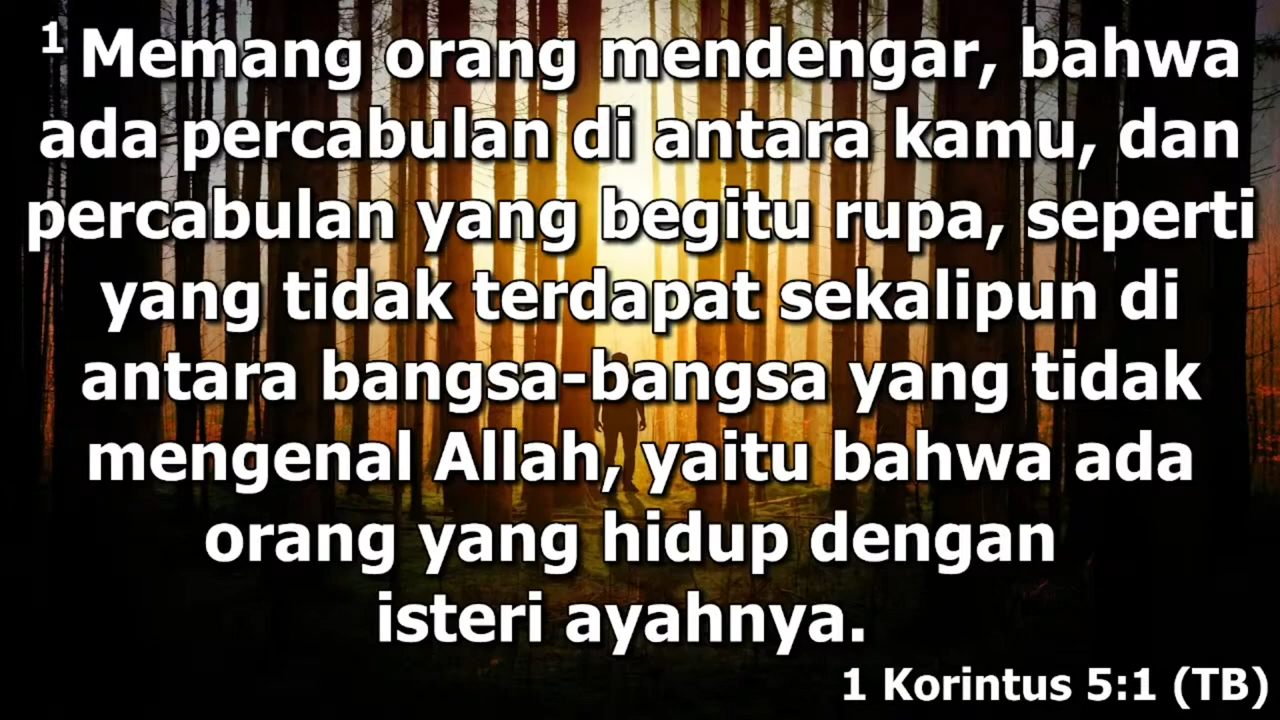 1 Memang orang mendengar, bahwa
ada percabulan di antara kamu, dan
percabulan yang begitu rupa, seperti
yang tidak terdapat sekalipun di
antara bangsa-bangsa yang tidak
mengenal Allah, yaitu bahwa ada
orang yang hidup dengan
isteri ayahnya.
1 Korintus 5:1 (TB)